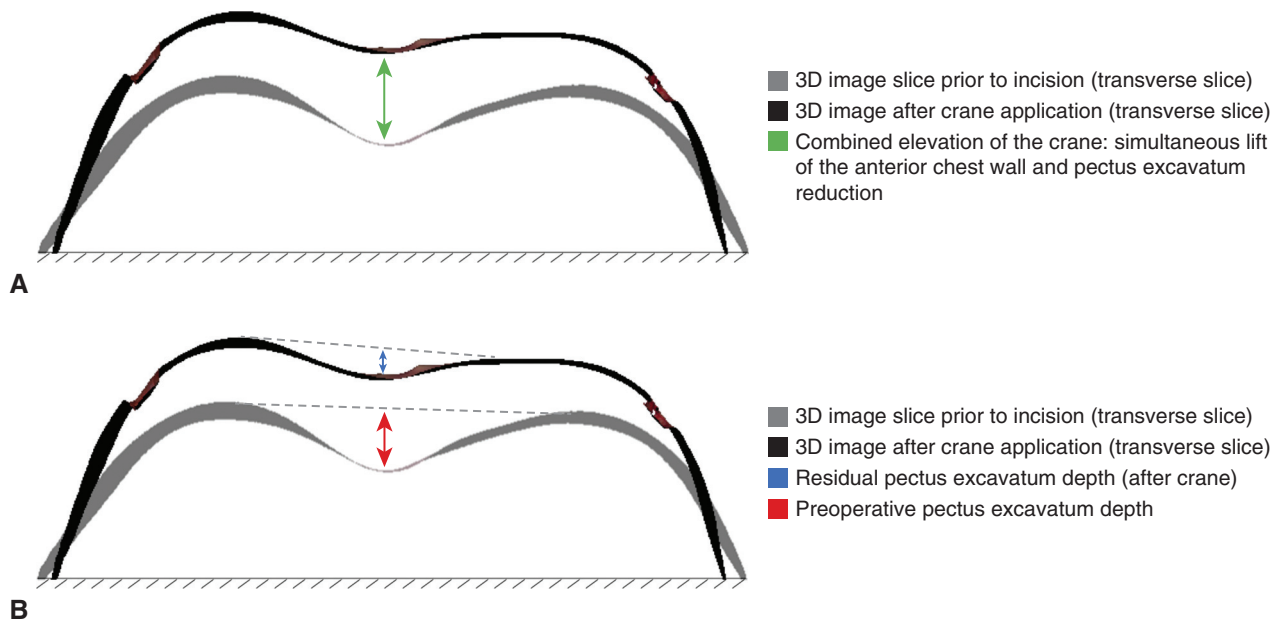 3D image slice prior to incision (transverse slice)
3D image after crane application (transverse slice)
Combined elevation of the crane: simultaneous lift
of the anterior chest wall and pectus excavatum
reduction
A
3D image slice prior to incision (transverse slice)
3D image after crane application (transverse slice)
Residual pectus excavatum depth (after crane)
Preoperative pectus excavatum depth
B